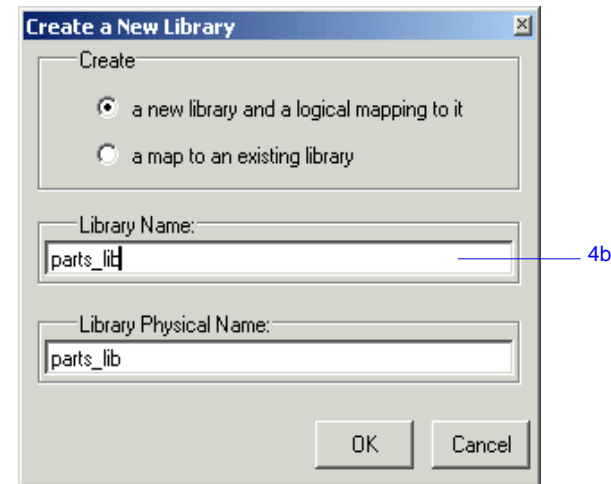 Create a New Library
Create
a new library and a logical mapping to it
a map to an existing library
Library Name:
parts_lib
4b
Library Physical Name:
parts_lib
OK
Cancel